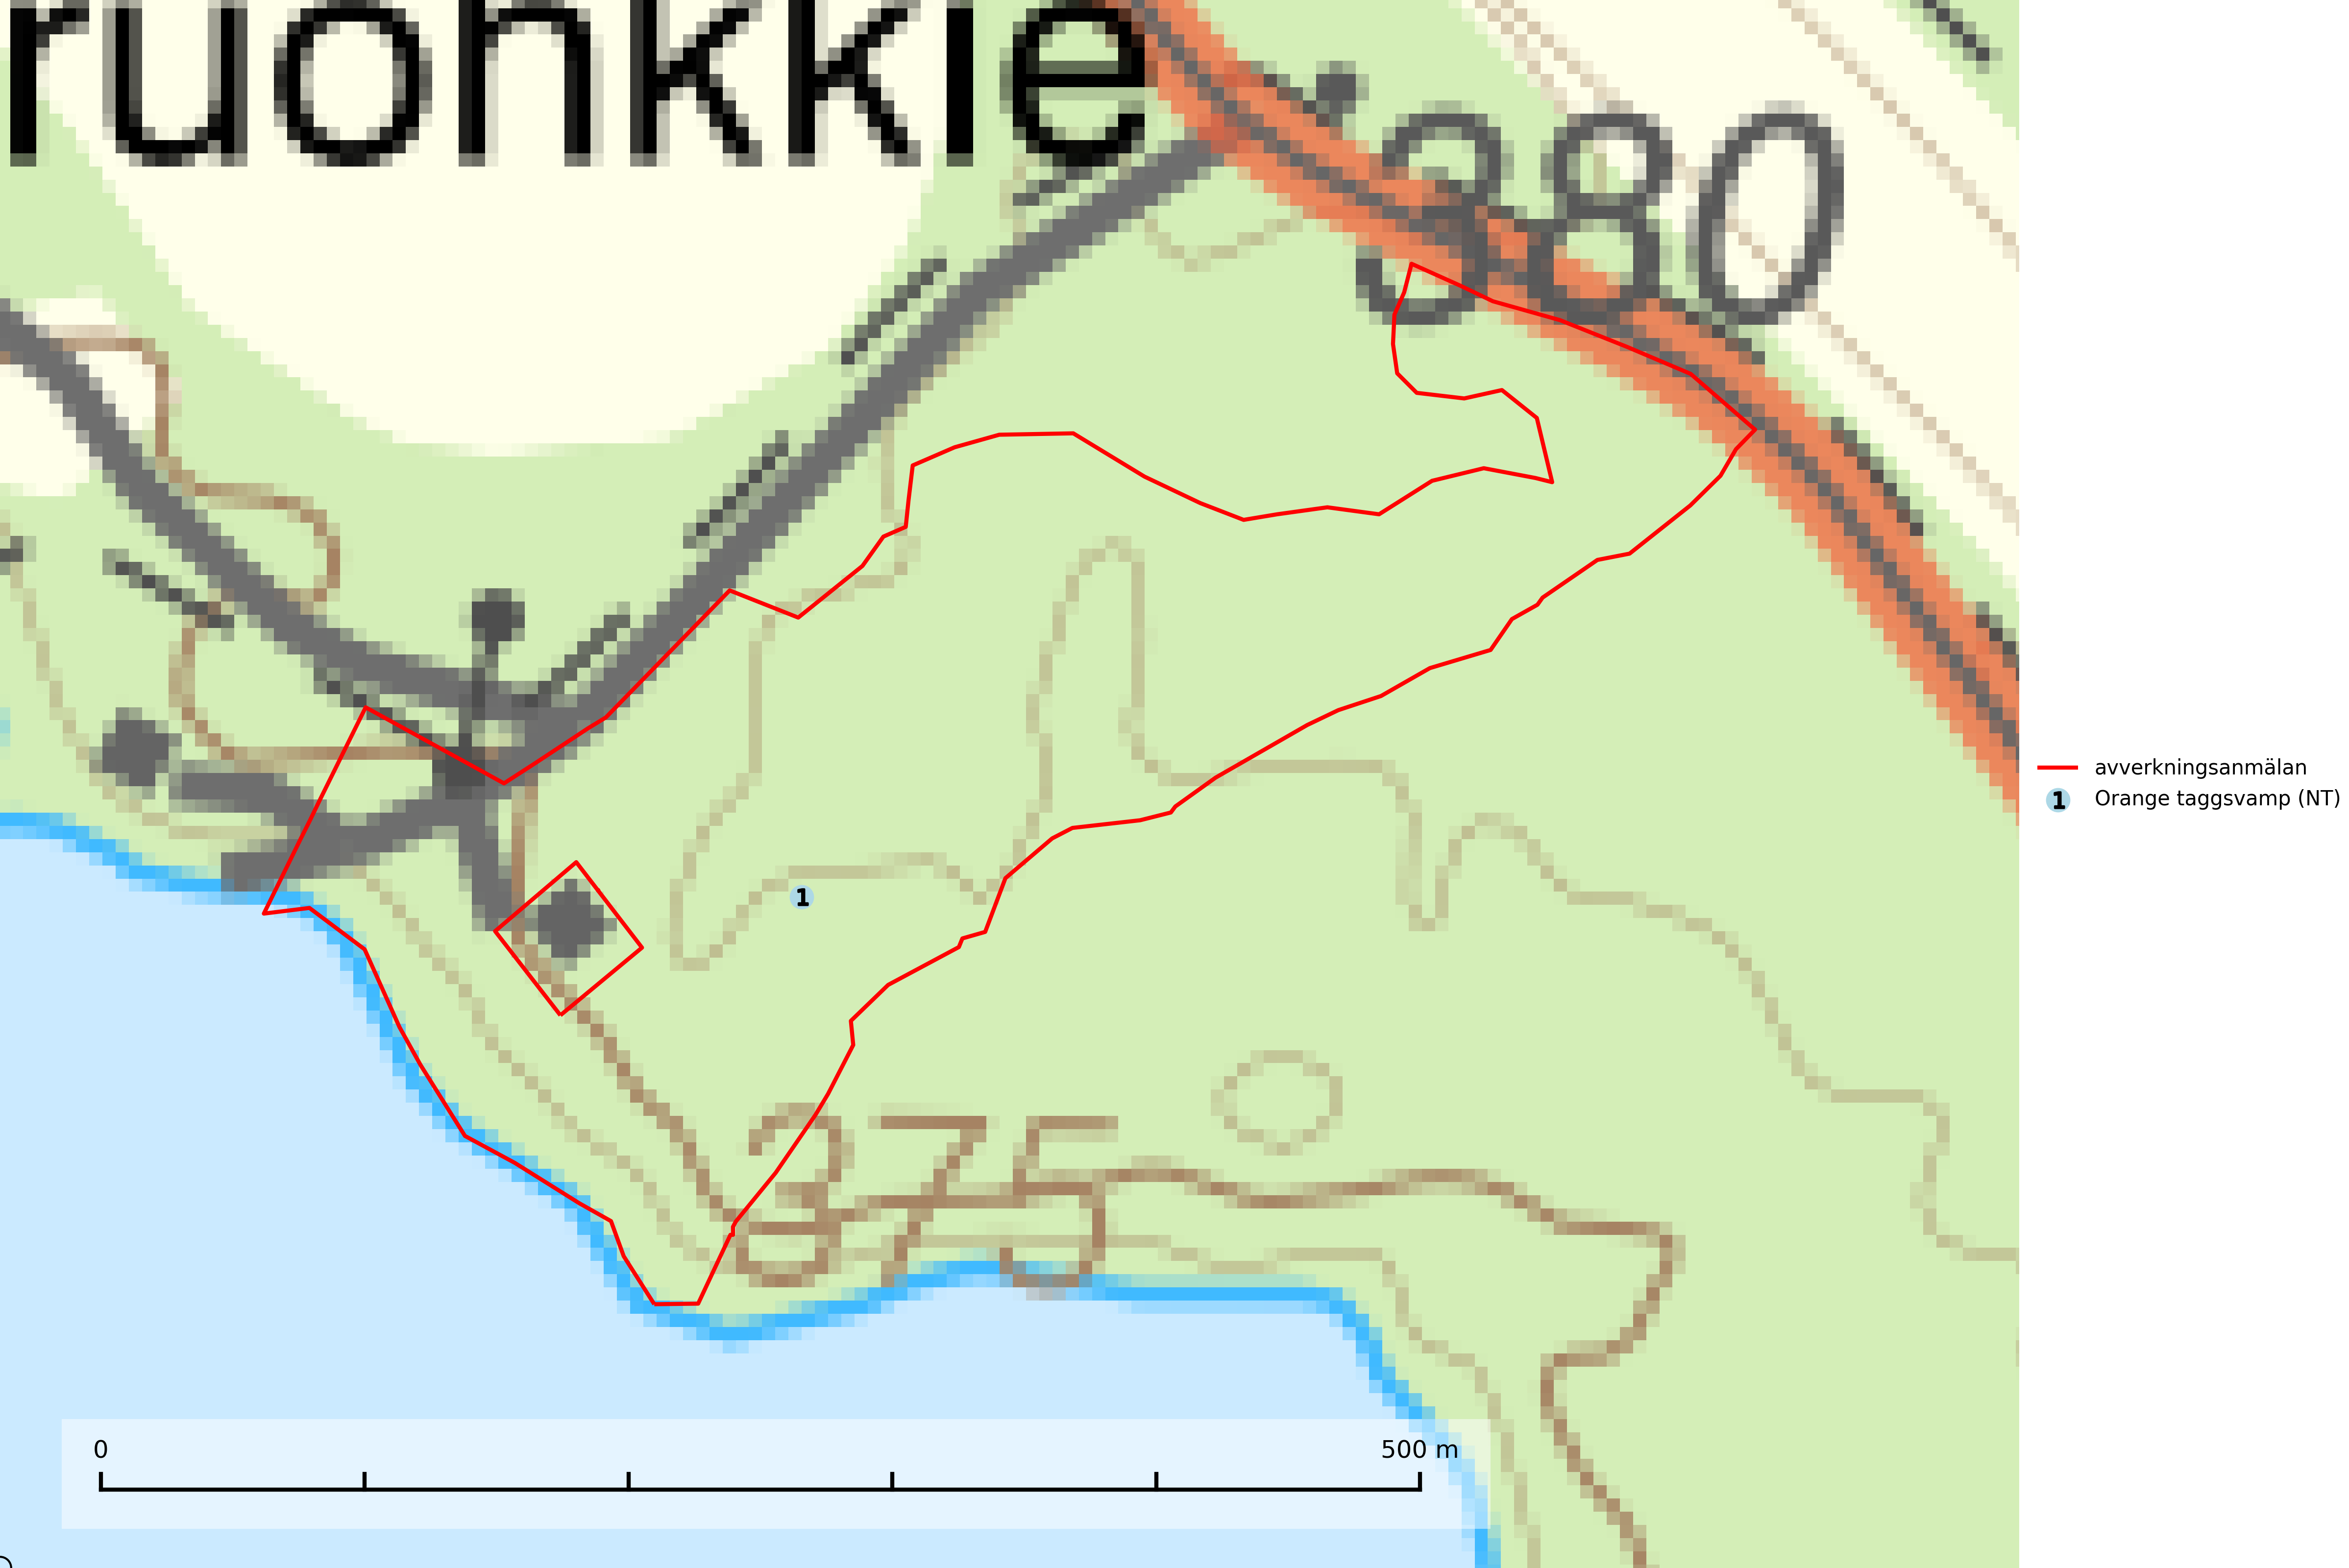 ruohkkie
380
375
0 500 m
avverkningsanmälan
1 Orange taggsvamp (NT)
1